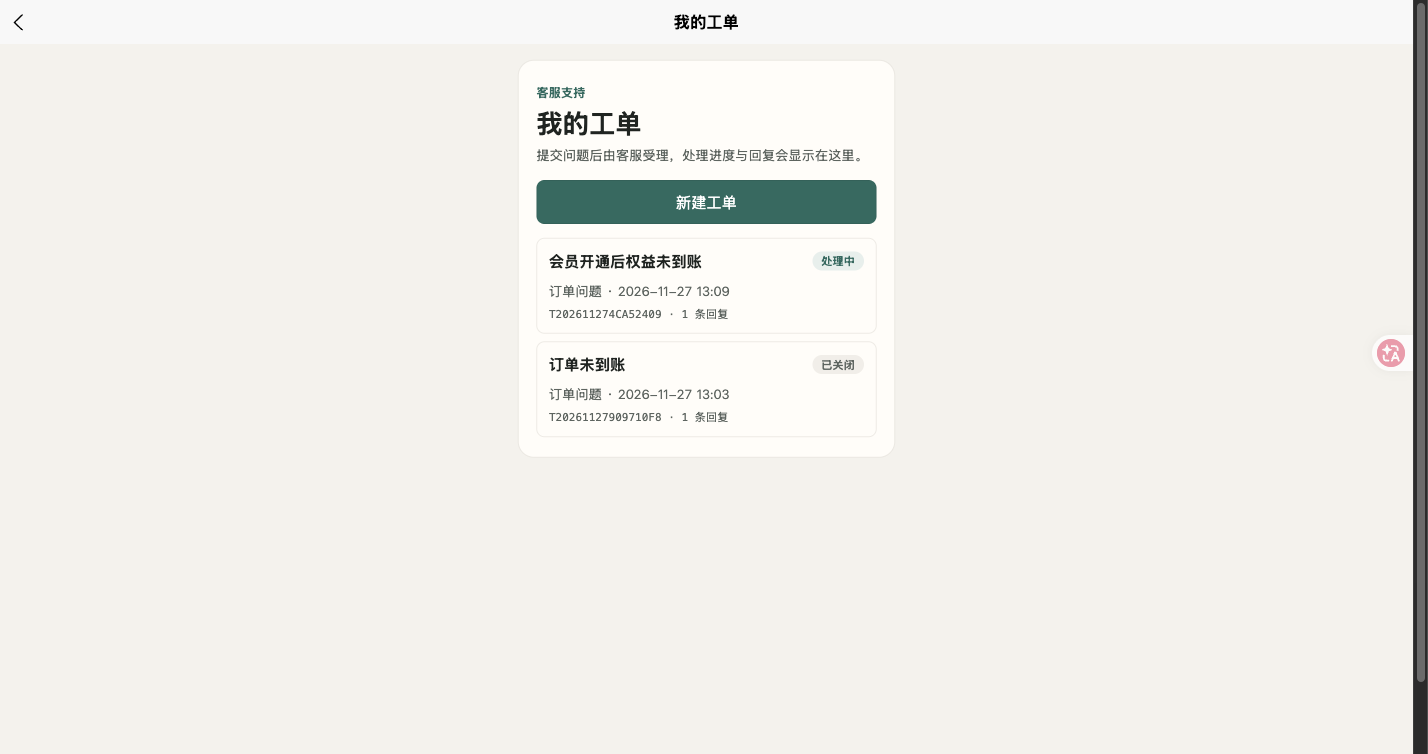 我的工单
客服支持
我的工单
提交问题后由客服受理，处理进度与回复会显示在这里。
新建工单
会员开通后权益未到账
处理中
订单问题 · 2026-11-27 13:09
T202611274CA52409 · 1 条回复
订单未到账
已关闭
订单问题 · 2026-11-27 13:03
T20261127909710F8 · 1 条回复